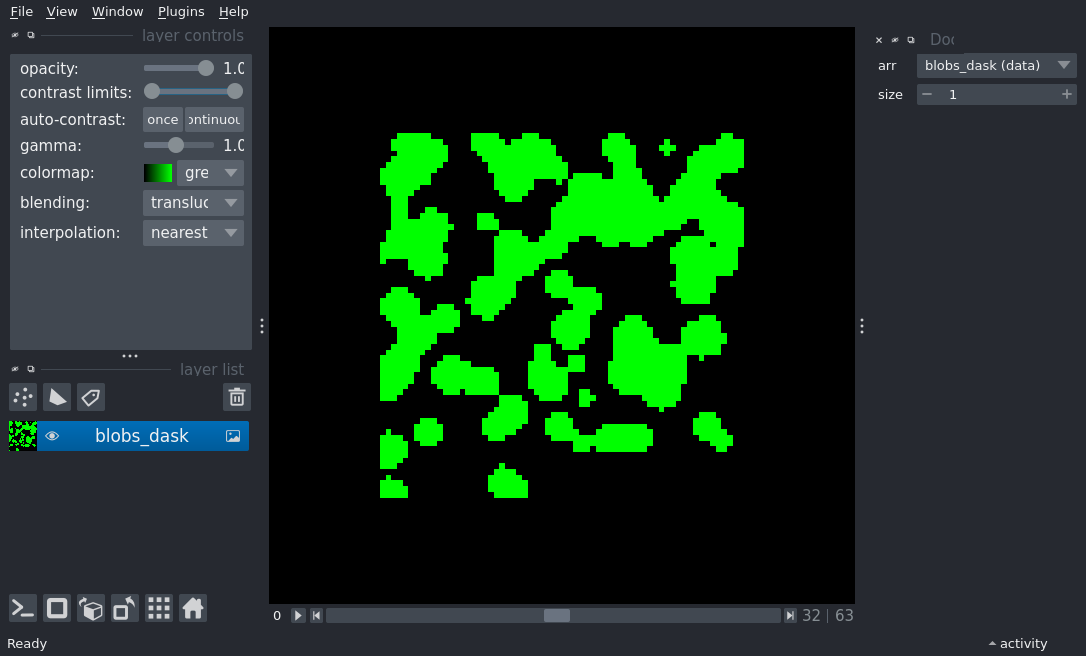 File View Window Plugins Help
layer controls
opacity: 1.0
contrast limits:
auto-contrast: once ontinuou
gamma: 1.0
colormap: gre
blending: transluc
interpolation: nearest
layer list
blobs_dask
Ready
0 32 | 63
Doc
arr blobs_dask (data)
size 1
activity